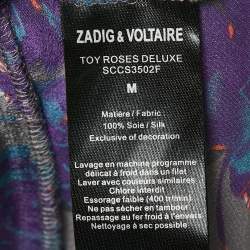 ZADIG & VOLTAIRE
TOY ROSES DELUXE
SCCS3502F
M
Matière / Fabric :
100% Soie / Silk
Exclusive of decoration
Lavage en machine programme
délicat à froid dans un filet
Laver avec couleurs similaires
Chlorage interdit
Essorage faible (400 tr/min)
Ne pas sécher en tambour
Repassage au fer froid à l'envers
Nettoyage à sec possible